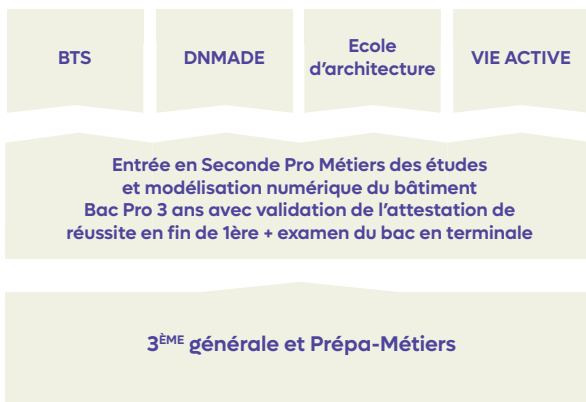 BTS
DNMADE
Ecole
d'architecture
VIE ACTIVE
Entrée en Seconde Pro Métiers des études
et modélisation numérique du bâtiment
Bac Pro 3 ans avec validation de l'attestation de
réussite en fin de 1ère + examen du bac en terminale
3ÈME générale et Prépa-Métiers